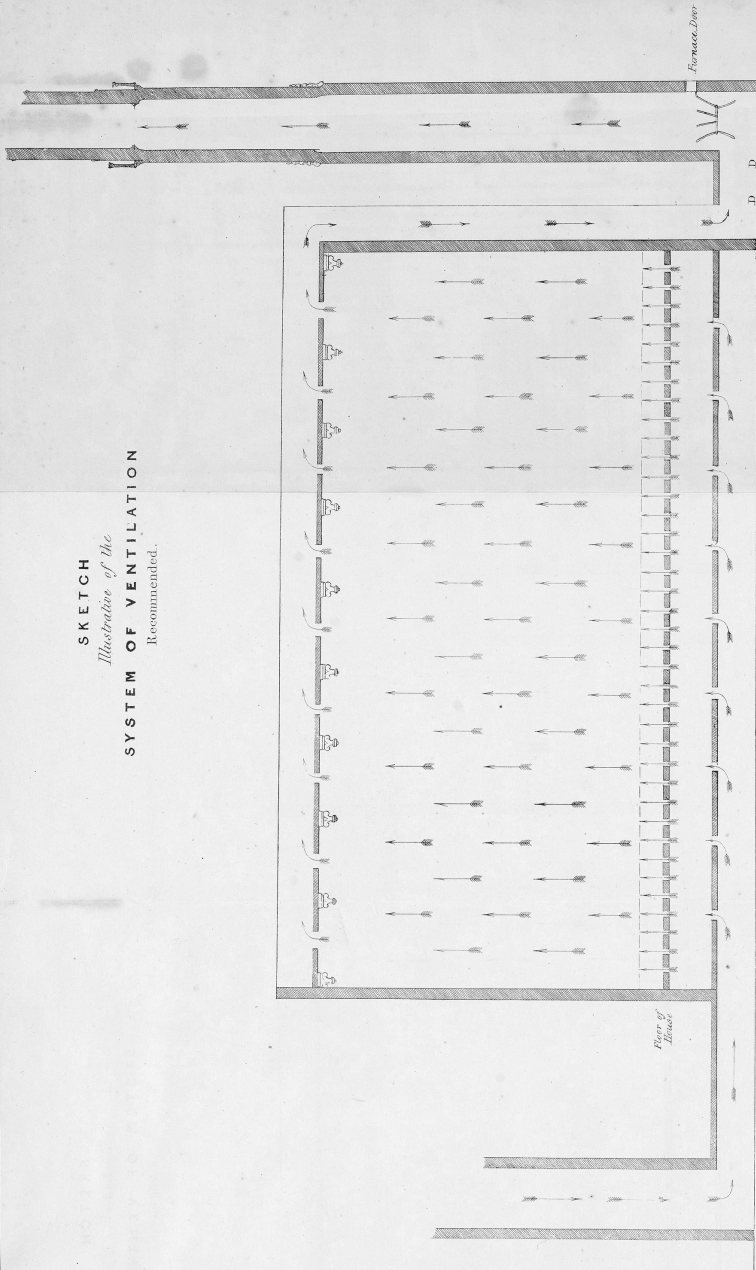 SKETCH
Illustrative of the
SYSTEM OF VENTILATION
Recommended.
Furnace Door
D
D
Floor of
House